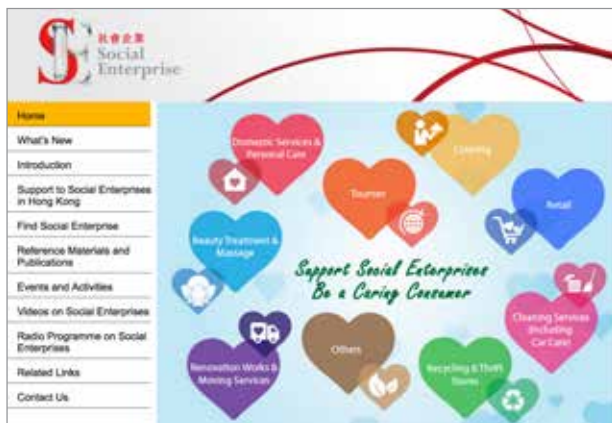 社會企業
Social
Enterprise
Home
What's New
Introduction
Support to Social Enterprises
in Hong Kong
Find Social Enterprise
Reference Materials and
Publications
Events and Activities
Videos on Social Enterprises
Radio Programme on Social
Enterprises
Related Links
Contact Us
Domestic Services &
Personal Care
Catering
Tourism
Retail
Beauty Treatment &
Massage
Support Social Enterprises
Be a Caring Consumer
Cleaning Services
(Including
Car Care)
Renovation Works &
Moving Services
Others
Recycling & Thrift
Stores